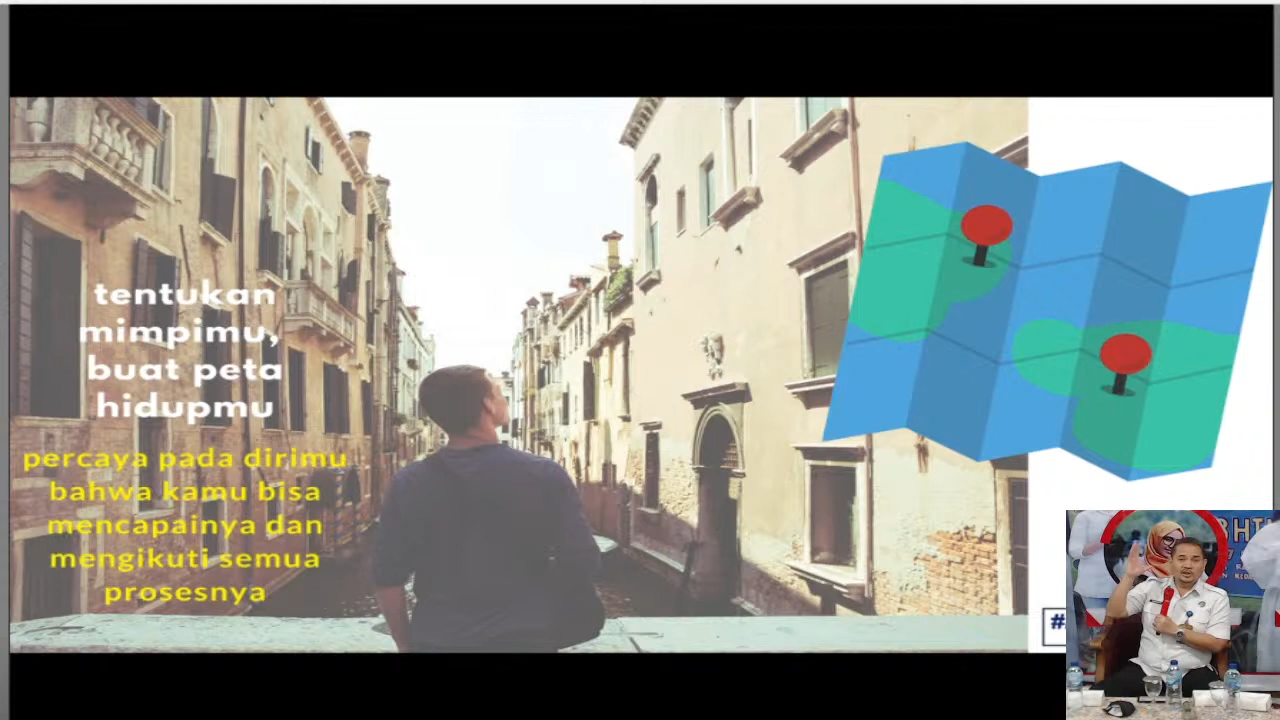 tentukan
mimpimu,
buat peta
hidupmu
percaya pada dirimu
bahwa kamu bisa
mencapainya dan
mengikuti semua
prosesnya
#